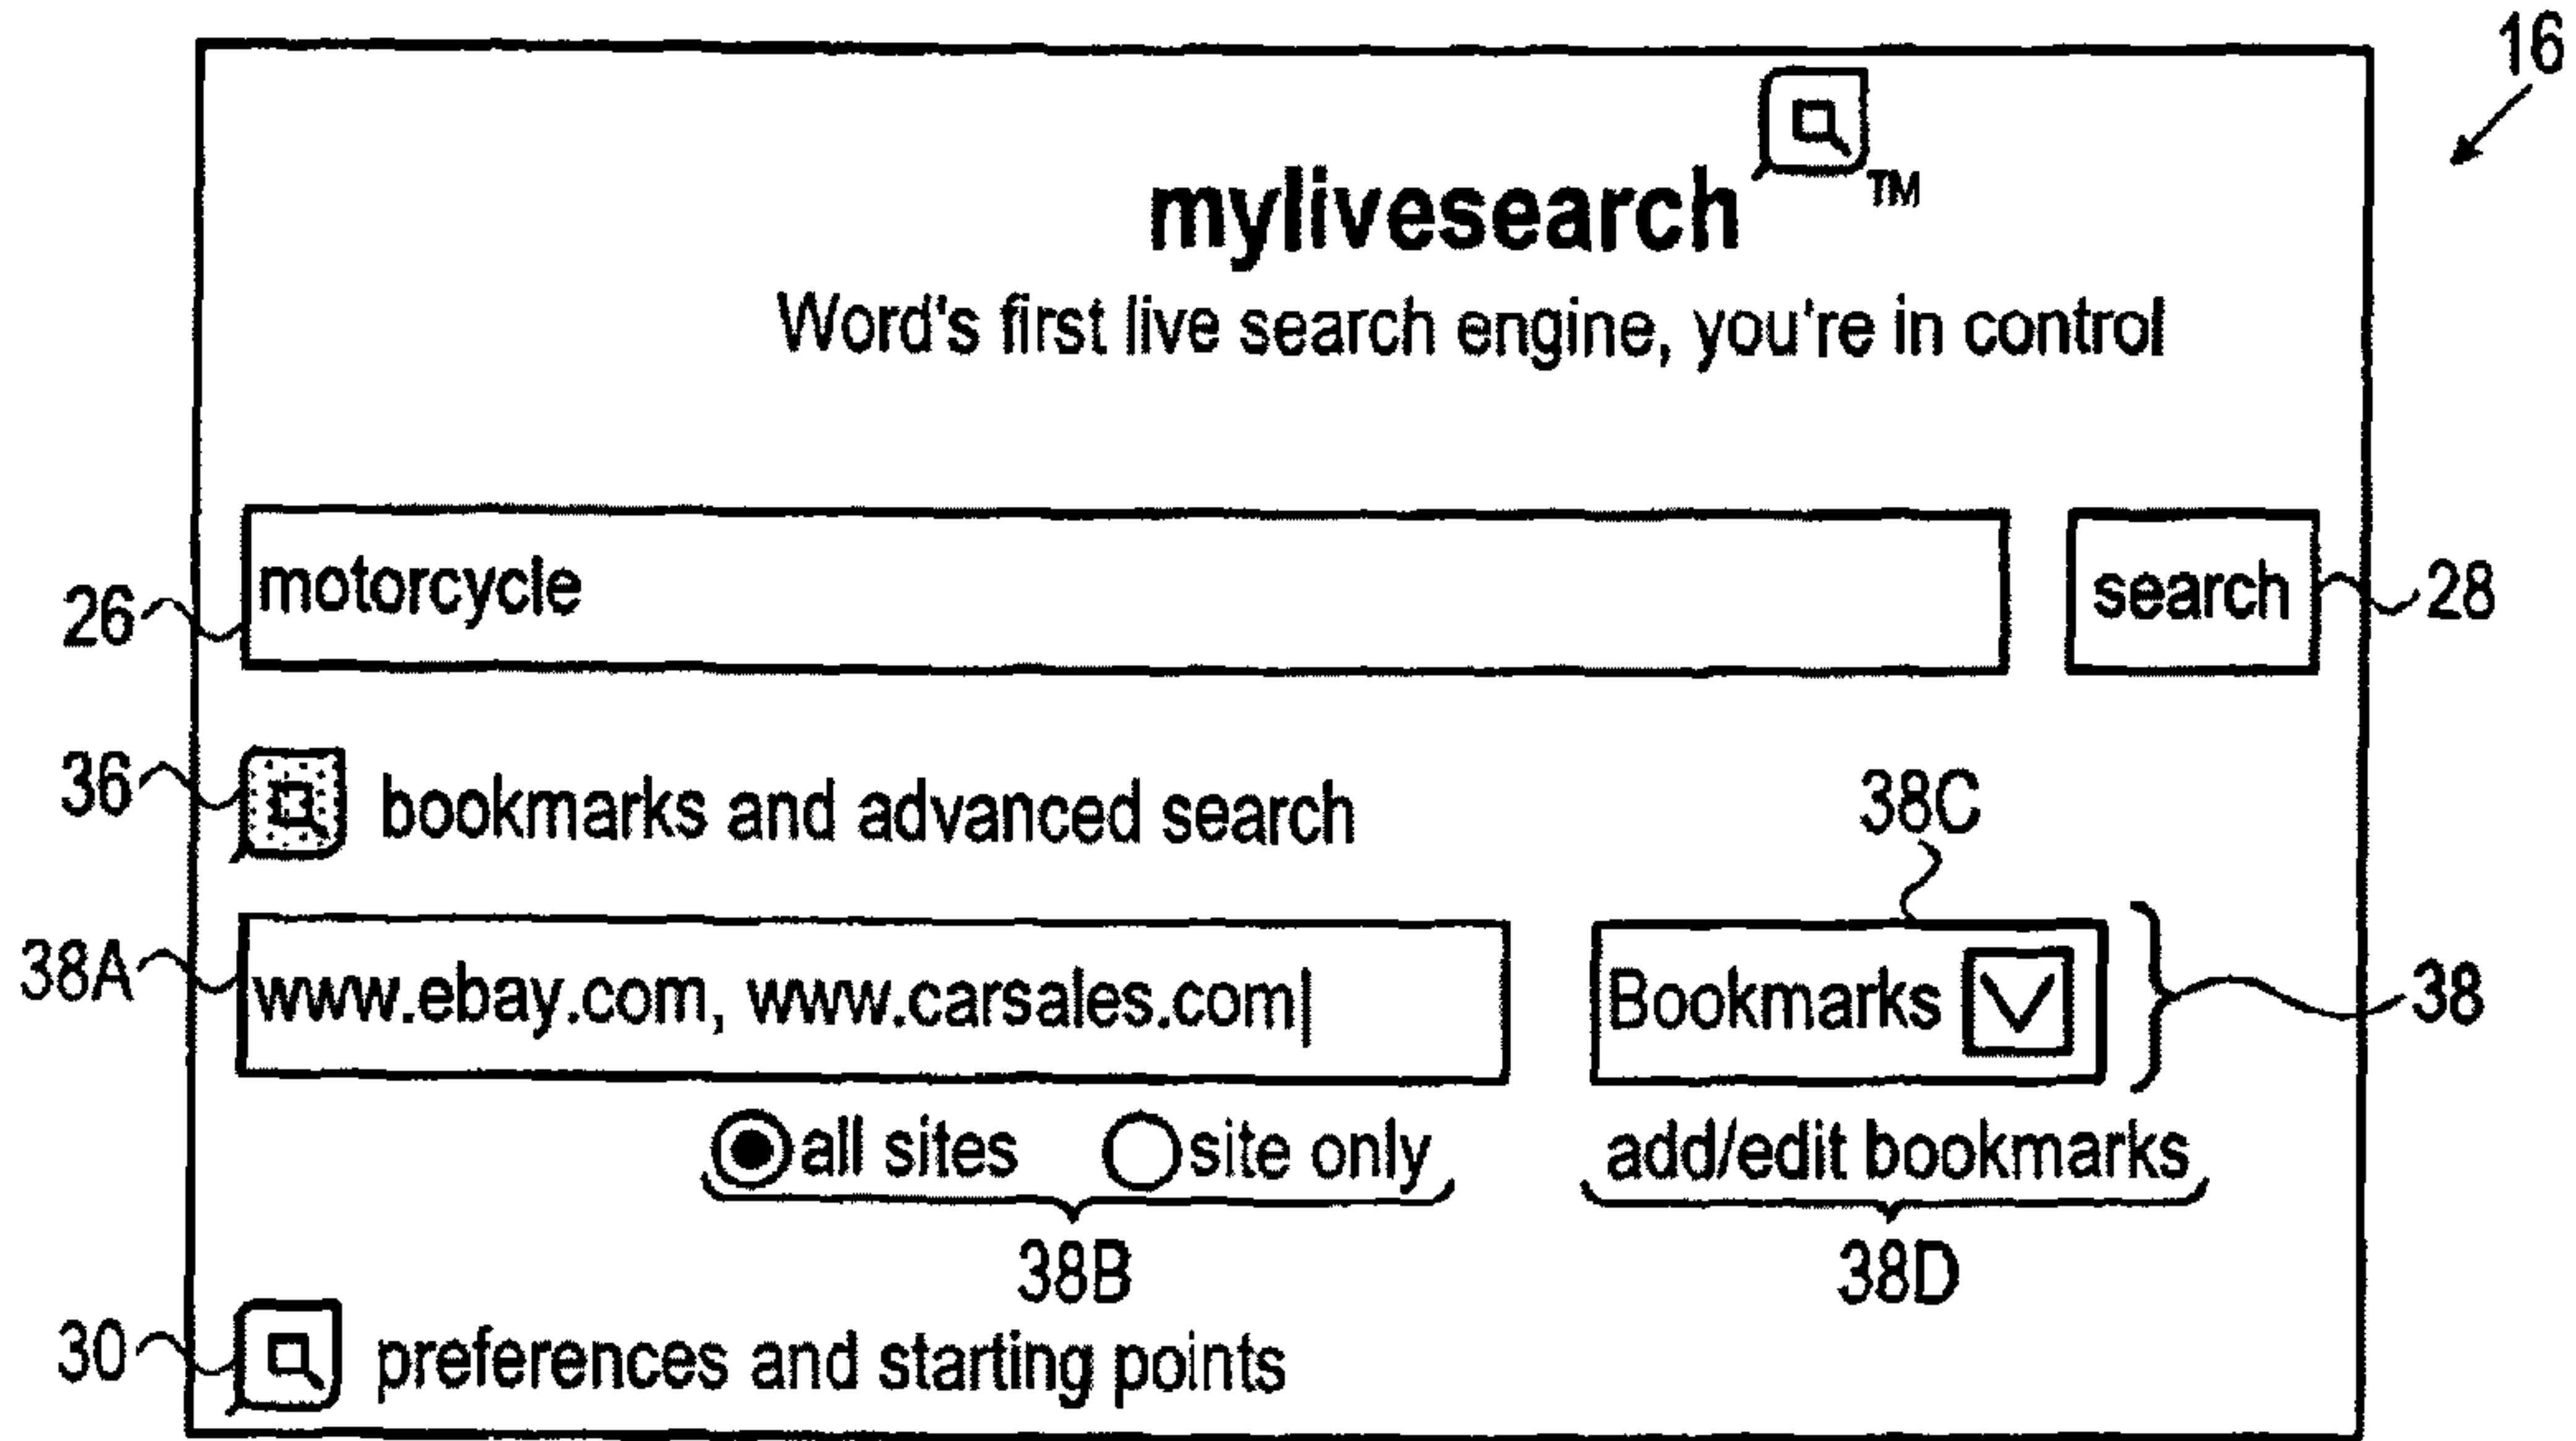 16
mylivesearch TM
Word's first live search engine, you're in control
26 motorcycle search 28
36 bookmarks and advanced search
38C
38A www.ebay.com, www.carsales.com Bookmarks 38
all sites site only add/edit bookmarks
38B 38D
30 preferences and starting points